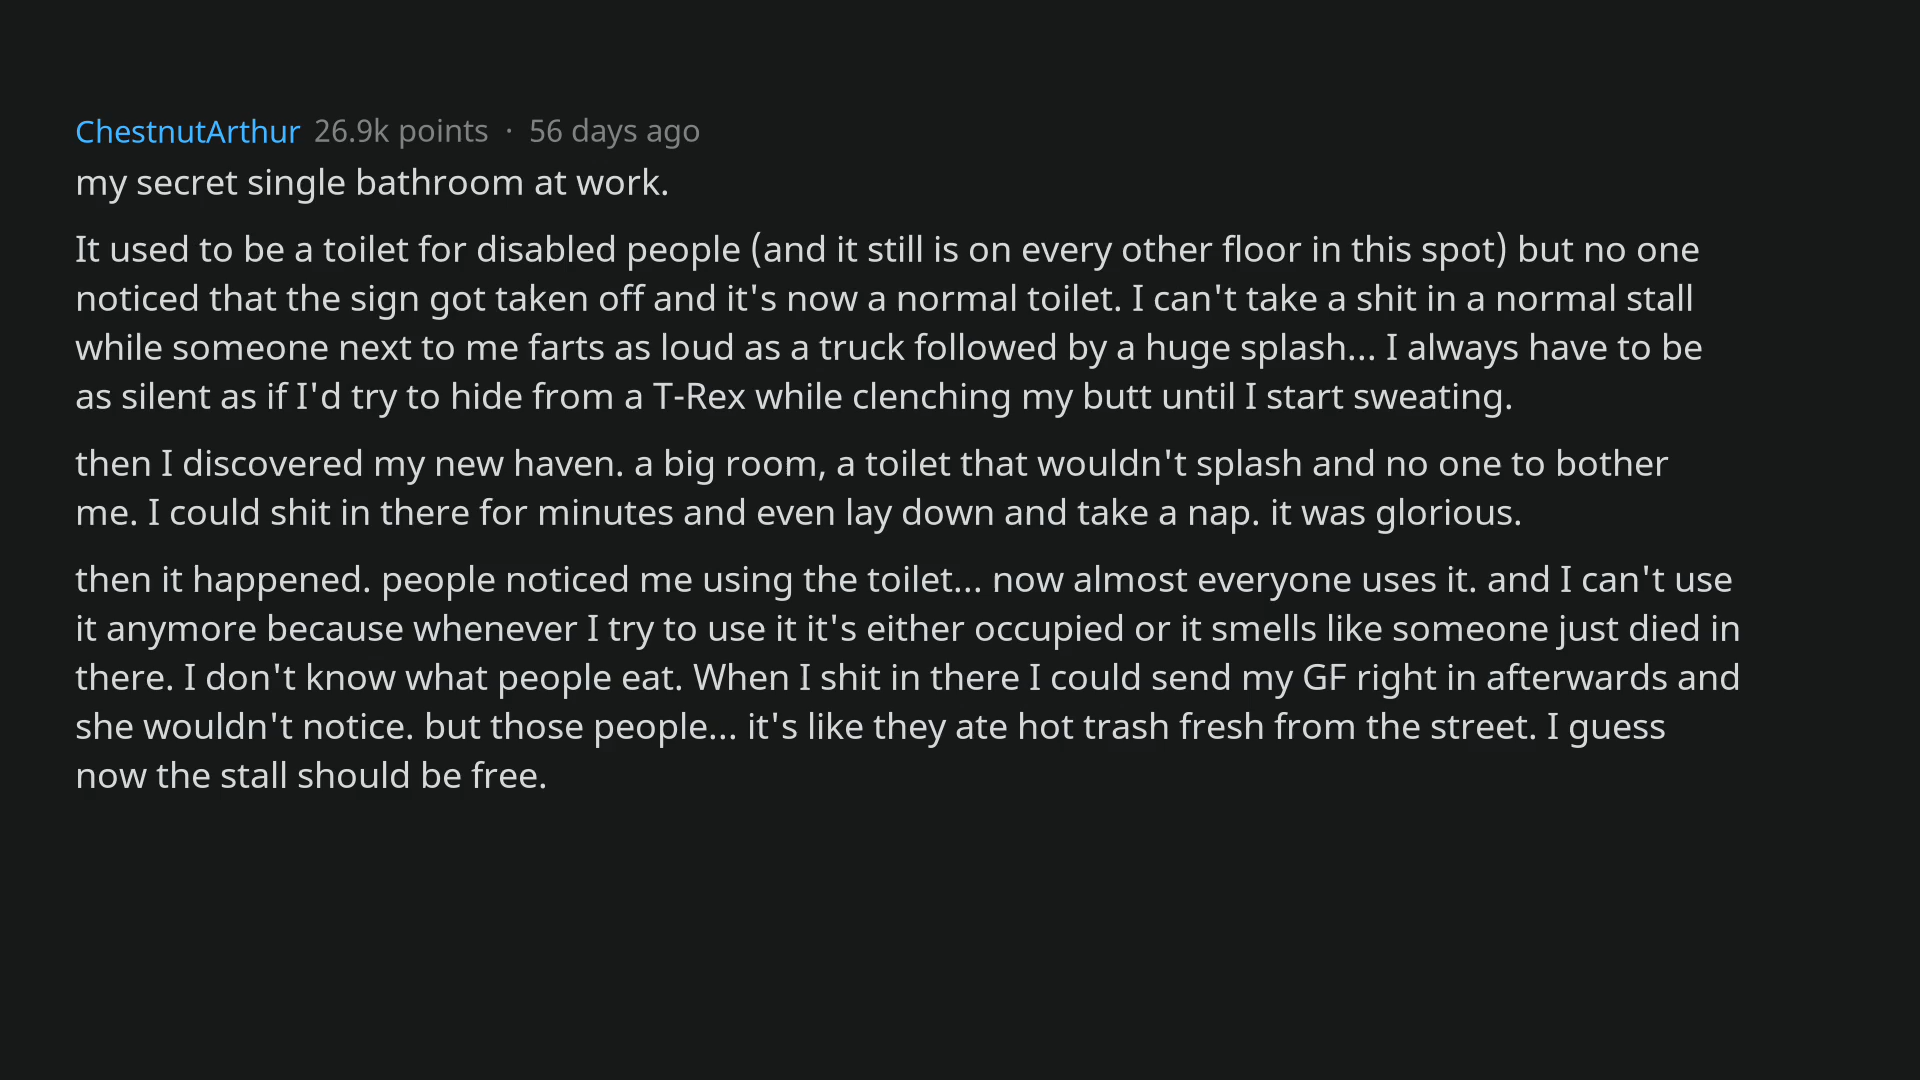 ChestnutArthur 26.9k points · 56 days ago
my secret single bathroom at work.
It used to be a toilet for disabled people (and it still is on every other floor in this spot) but no one
noticed that the sign got taken off and it's now a normal toilet. I can't take a shit in a normal stall
while someone next to me farts as loud as a truck followed by a huge splash... I always have to be
as silent as if I'd try to hide from a T-Rex while clenching my butt until I start sweating.
then I discovered my new haven. a big room, a toilet that wouldn't splash and no one to bother
me. I could shit in there for minutes and even lay down and take a nap. it was glorious.
then it happened. people noticed me using the toilet... now almost everyone uses it. and I can't use
it anymore because whenever I try to use it it's either occupied or it smells like someone just died in
there. I don't know what people eat. When I shit in there I could send my GF right in afterwards and
she wouldn't notice. but those people... it's like they ate hot trash fresh from the street. I guess
now the stall should be free.